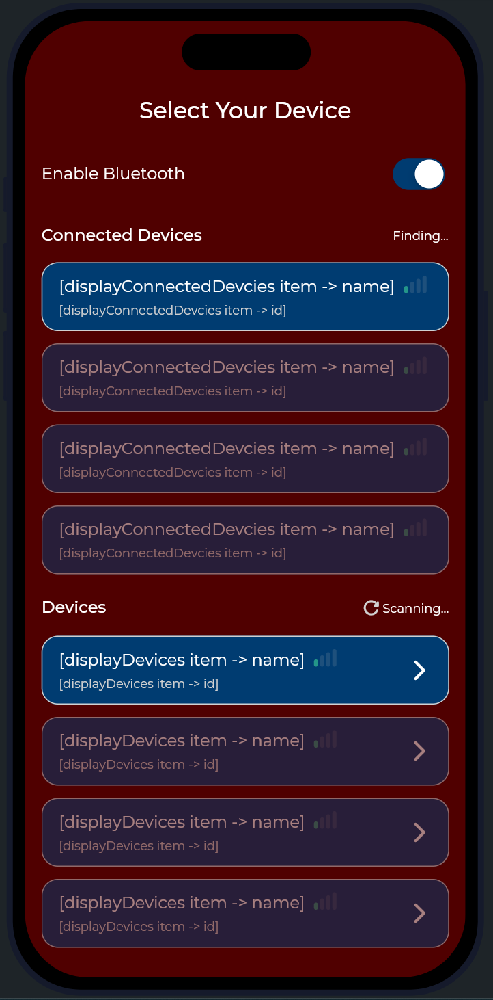 Select Your Device
Enable Bluetooth
Connected Devices
Finding...
[displayConnectedDevcies item -> name]
[displayConnectedDevcies item -> id]
[displayConnectedDevcies item -> name]
[displayConnectedDevcies item -> id]
[displayConnectedDevcies item -> name]
[displayConnectedDevcies item -> id]
[displayConnectedDevcies item -> name]
[displayConnectedDevcies item -> id]
Devices
Scanning...
[displayDevices item -> name]
[displayDevices item -> id]
[displayDevices item -> name]
[displayDevices item -> id]
[displayDevices item -> name]
[displayDevices item -> id]
[displayDevices item -> name]
[displayDevices item -> id]